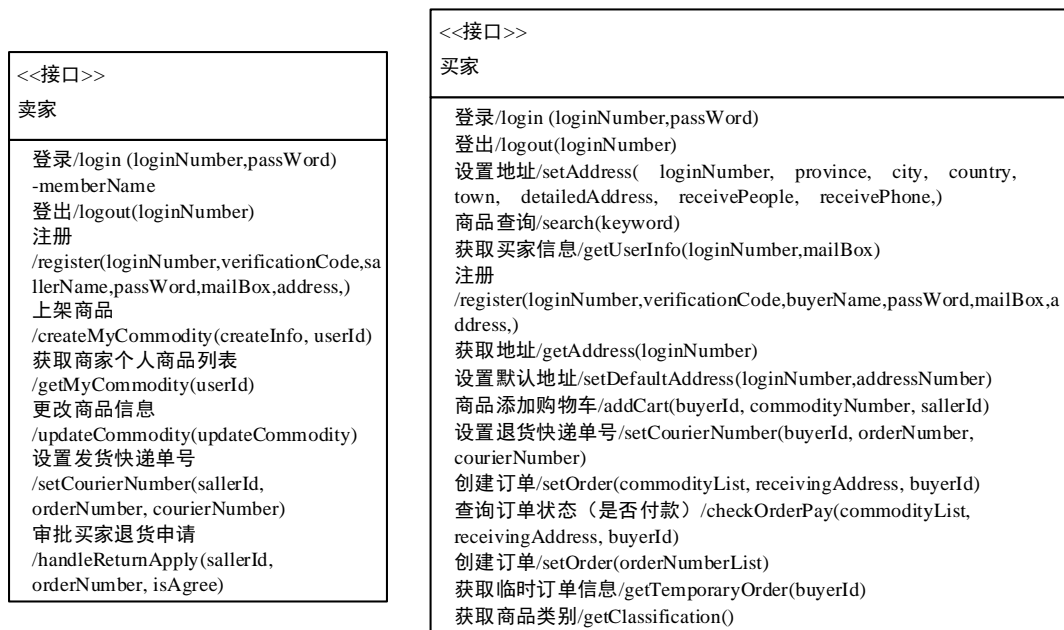 <<接口>>
卖家
登录/login (loginNumber,passWord)
-memberName
登出/logout(loginNumber)
注册
/register(loginNumber,verificationCode,sa
llerName,passWord,mailBox,address,)
上架商品
/createMyCommodity(createInfo, userId)
获取商家个人商品列表
/getMyCommodity(userId)
更改商品信息
/updateCommodity(updateCommodity)
设置发货快递单号
/setCourierNumber(sallerId,
orderNumber, courierNumber)
审批买家退货申请
/handleReturnApply(sallerId,
orderNumber, isAgree)
<<接口>>
买家
登录/login (loginNumber,passWord)
登出/logout(loginNumber)
设置地址/setAddress( loginNumber, province, city, country,
town, detailedAddress, receivePeople, receivePhone,)
商品查询/search(keyword)
获取买家信息/getUserInfo(loginNumber,mailBox)
注册
/register(loginNumber,verificationCode,buyerName,passWord,mailBox,a
ddress,)
获取地址/getAddress(loginNumber)
设置默认地址/setDefaultAddress(loginNumber,addressNumber)
商品添加购物车/addCart(buyerId, commodityNumber, sallerId)
设置退货快递单号/setCourierNumber(buyerId, orderNumber,
courierNumber)
创建订单/setOrder(commodityList, receivingAddress, buyerId)
查询订单状态（是否付款）/checkOrderPay(commodityList,
receivingAddress, buyerId)
创建订单/setOrder(orderNumberList)
获取临时订单信息/getTemporaryOrder(buyerId)
获取商品类别/getClassification()